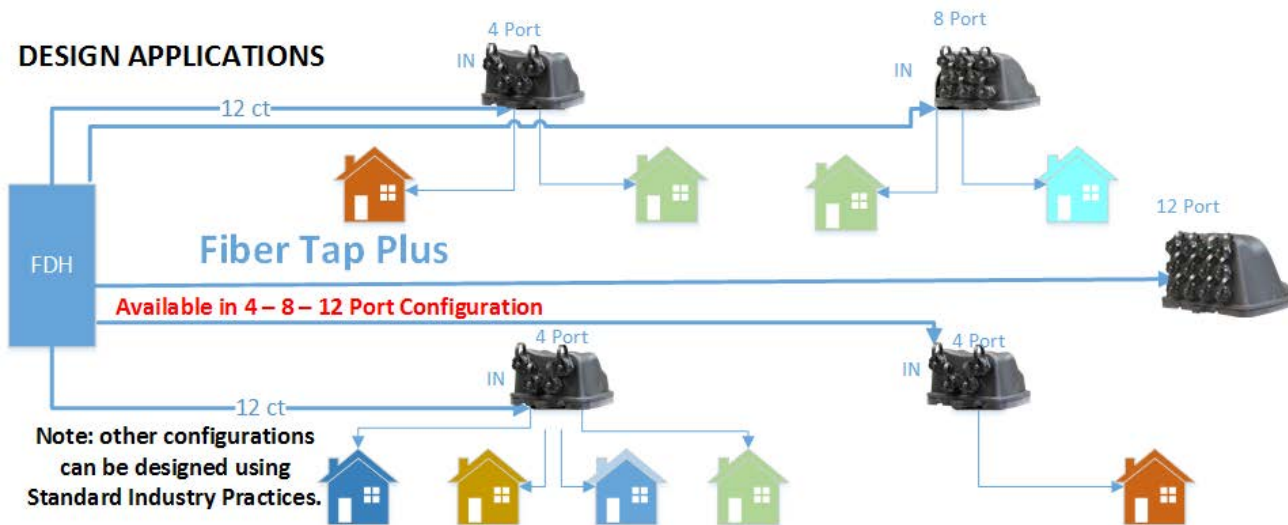 4 Port
8 Port
DESIGN APPLICATIONS
IN
IN
12 ct
12 Port
Fiber Tap Plus
FDH
Available in 4 – 8 – 12 Port Configuration
4 Port
4 Port
IN
IN
12 ct
Note: other configurations
can be designed using
Standard Industry Practices.